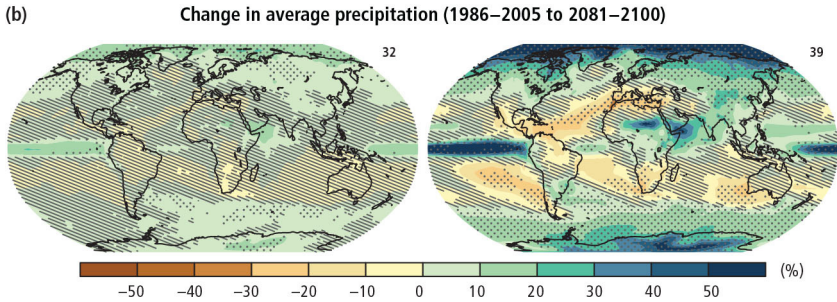 (b) Change in average precipitation (1986–2005 to 2081–2100)
32 39
−50 −40 −30 −20 −10 0 10 20 30 40 50 (%)